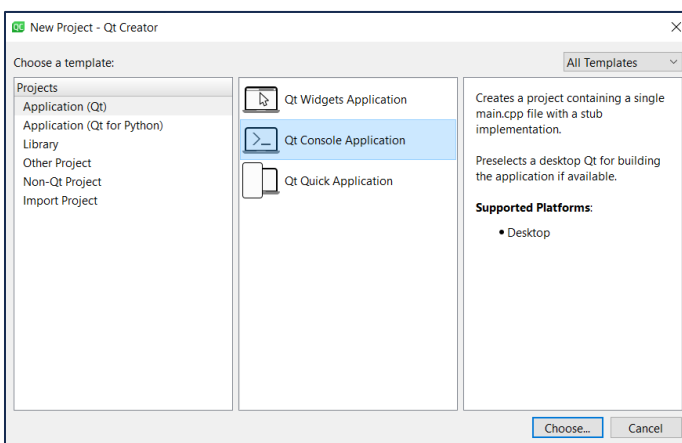 QC New Project - Qt Creator
Choose a template:
All Templates
Projects
Application (Qt)
Application (Qt for Python)
Library
Other Project
Non-Qt Project
Import Project
Qt Widgets Application
Qt Console Application
Qt Quick Application
Creates a project containing a single
main.cpp file with a stub
implementation.
Preselects a desktop Qt for building
the application if available.
Supported Platforms:
• Desktop
Choose...
Cancel